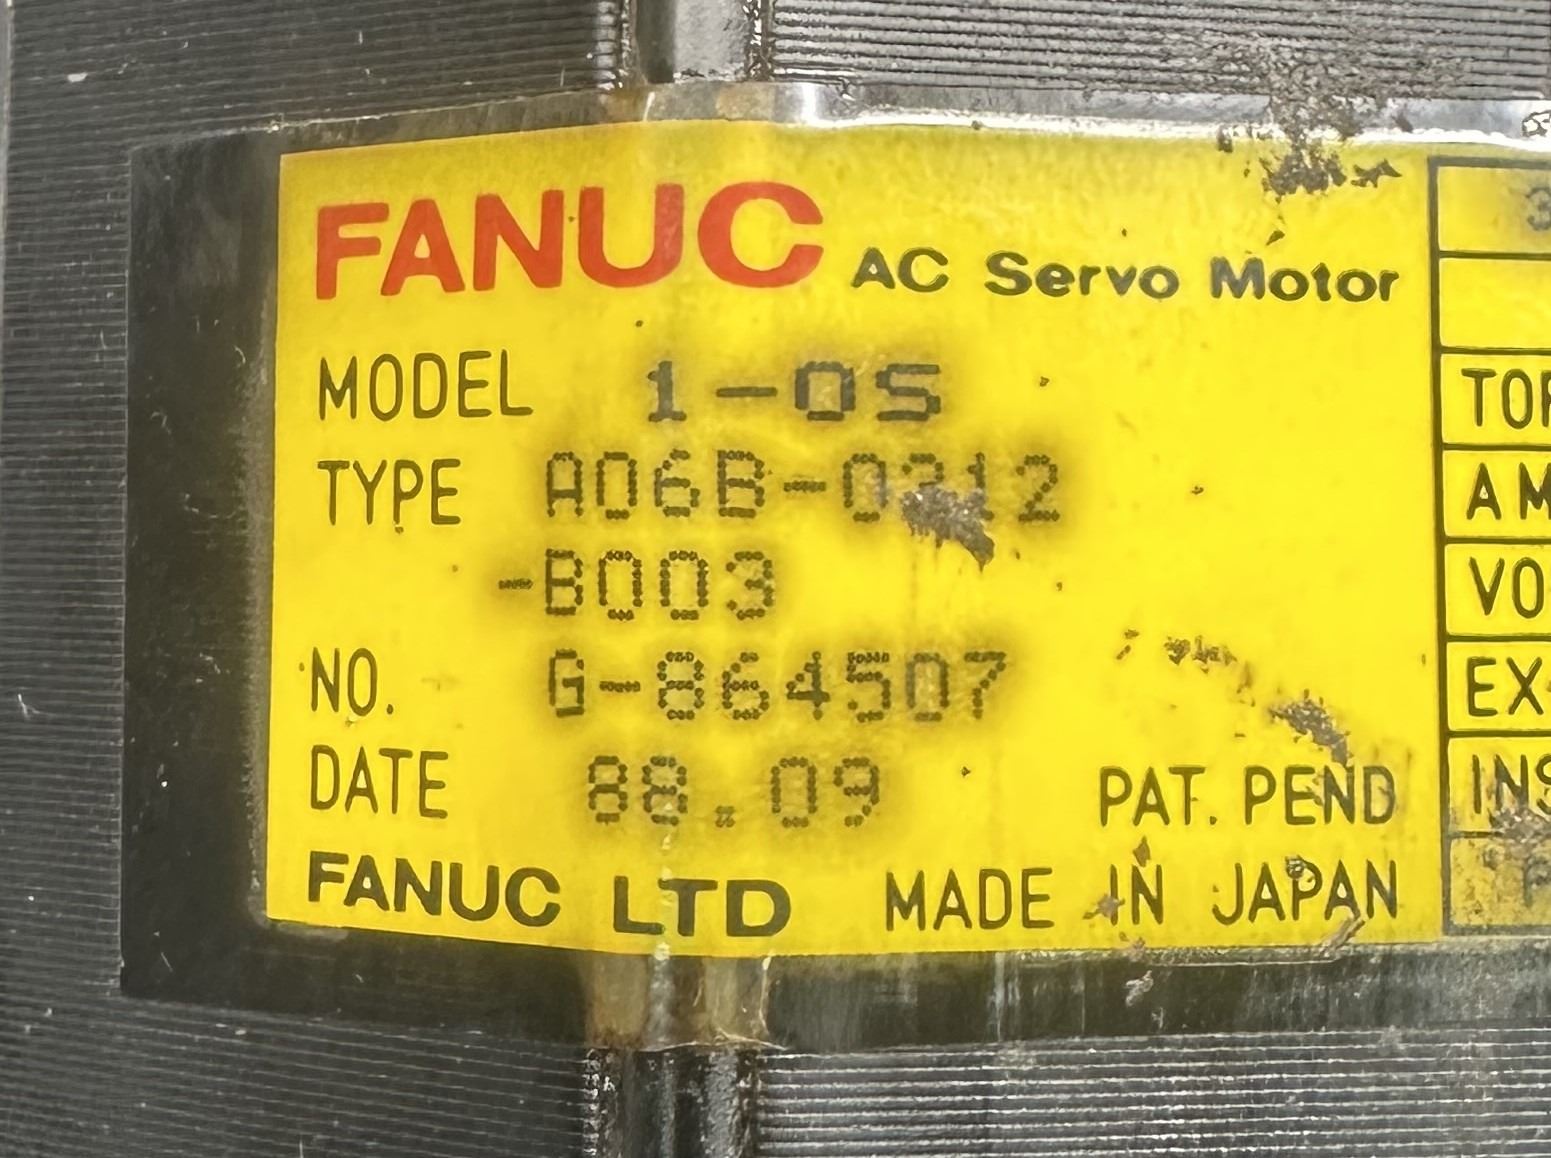 FANUC AC Servo Motor
MODEL 1-0S
TYPE A06B-0312
-B003
NO. G-864507
DATE 88.09
PAT. PEND
FANUC LTD MADE IN JAPAN
TOR
AM
VO
EX
INS